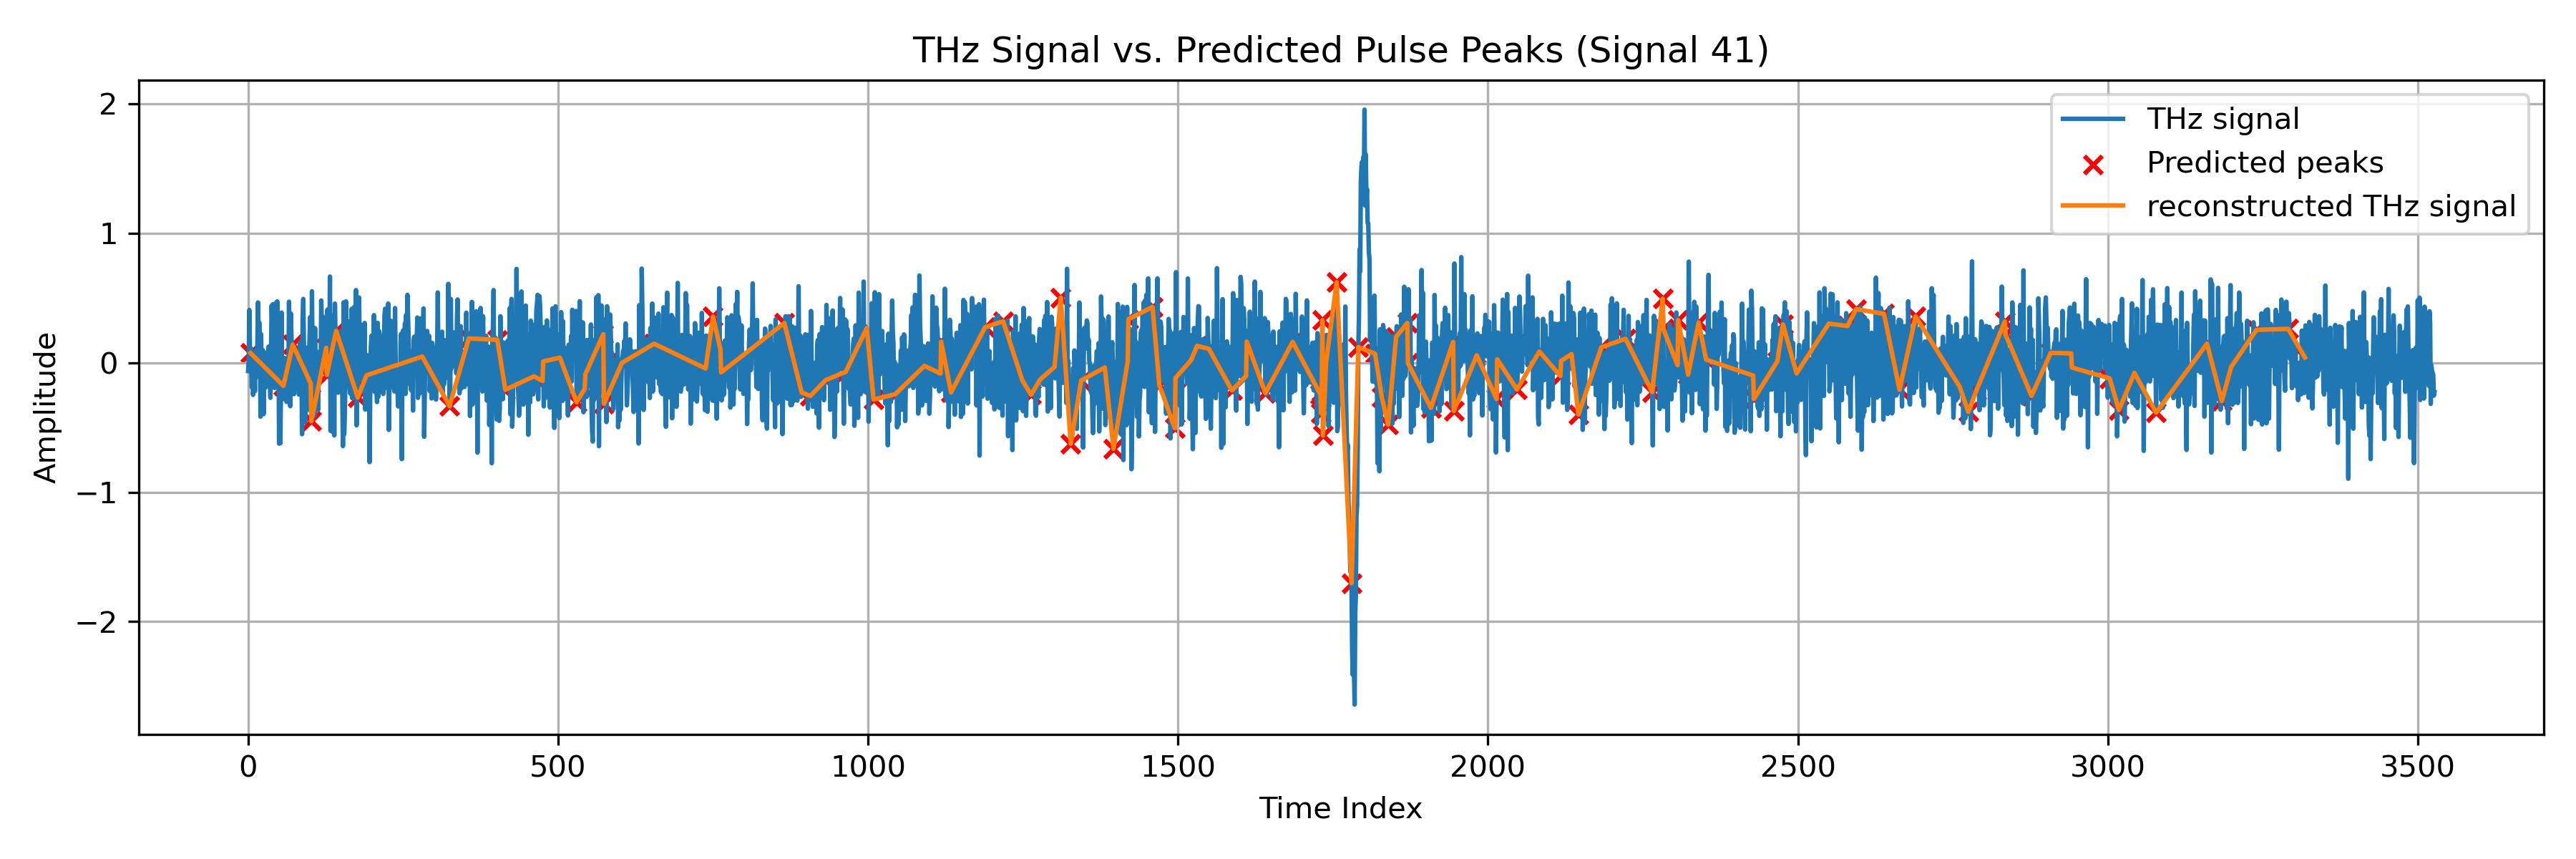 THz Signal vs. Predicted Pulse Peaks (Signal 41)
THz signal
Predicted peaks
reconstructed THz signal
Amplitude
2
1
0
−1
−2
0 500 1000 1500 2000 2500 3000 3500
Time Index